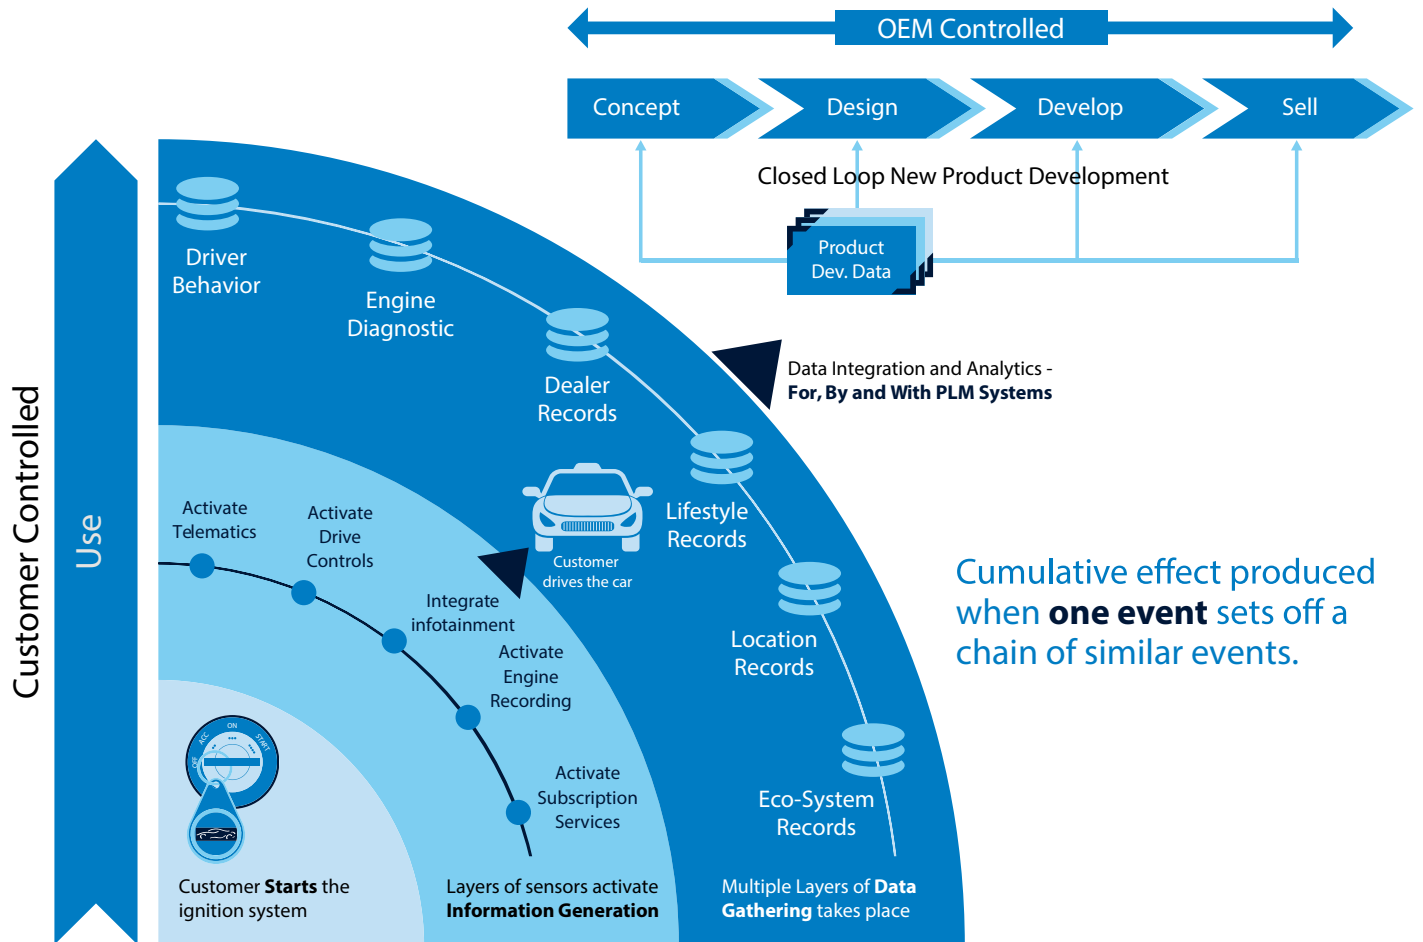 OEM Controlled
Concept
Design
Develop
Sell
Closed Loop New Product Development
Product
Dev. Data
Data Integration and Analytics -
For, By and With PLM Systems
Customer Controlled
Use
Driver
Behavior
Engine
Diagnostic
Dealer
Records
Lifestyle
Records
Location
Records
Eco-System
Records
Customer
drives the car
Activate
Telematics
Activate
Drive
Controls
Integrate
infotainment
Activate
Engine
Recording
Activate
Subscription
Services
OFF
ACC
ON
START
Customer Starts the
ignition system
Layers of sensors activate
Information Generation
Multiple Layers of Data
Gathering takes place
Cumulative effect produced
when one event sets off a
chain of similar events.